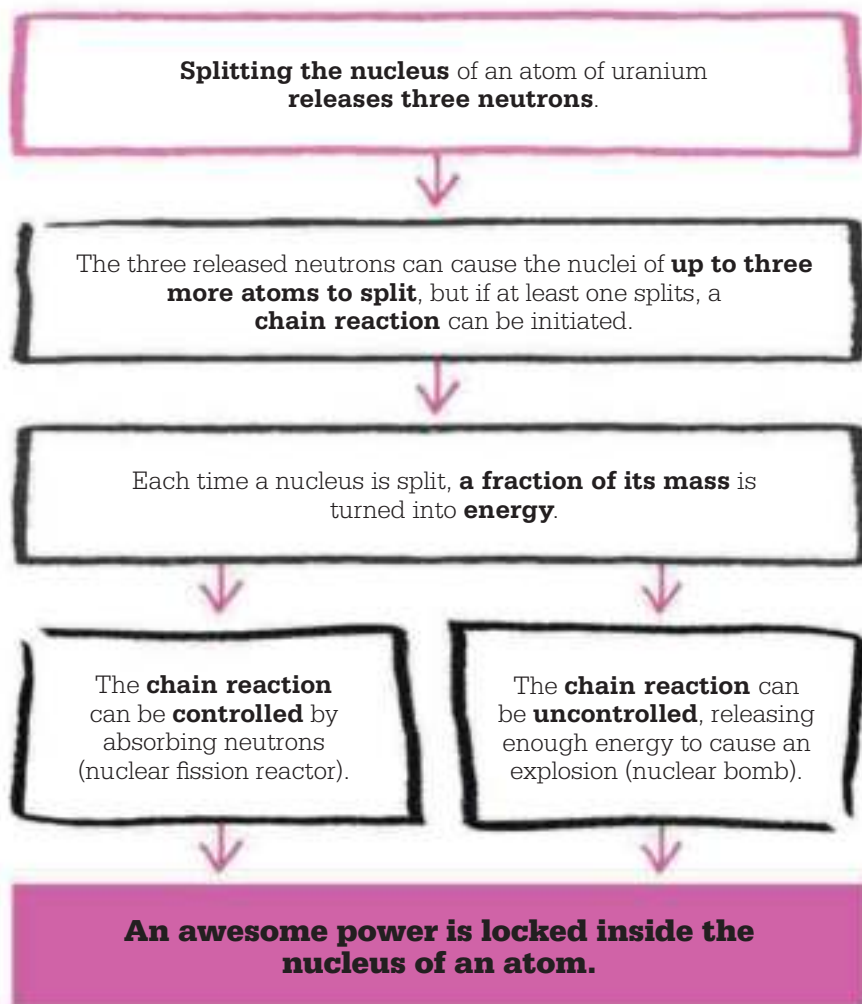 Splitting the nucleus of an atom of uranium
releases three neutrons.
The three released neutrons can cause the nuclei of up to three
more atoms to split, but if at least one splits, a
chain reaction can be initiated.
Each time a nucleus is split, a fraction of its mass is
turned into energy.
The chain reaction
can be controlled by
absorbing neutrons
(nuclear fission reactor).
The chain reaction can
be uncontrolled, releasing
enough energy to cause an
explosion (nuclear bomb).
An awesome power is locked inside the
nucleus of an atom.